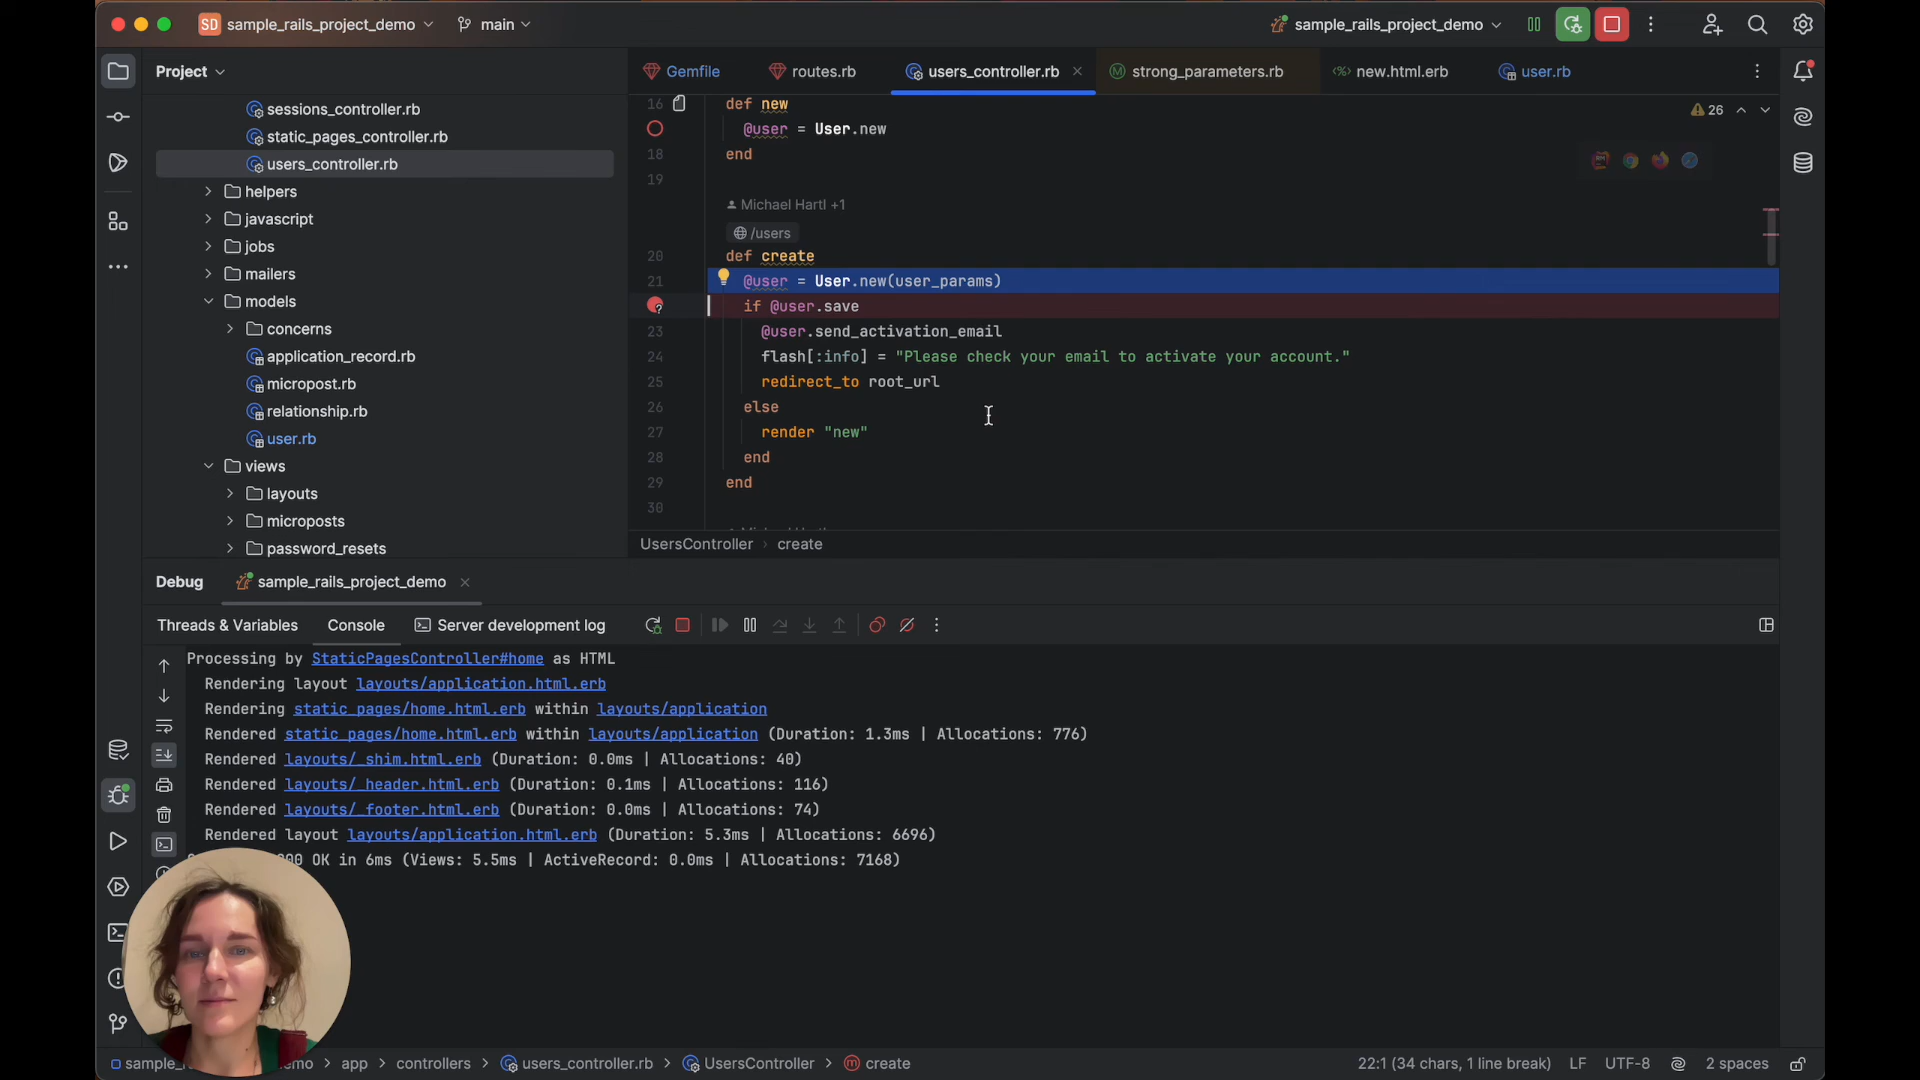 SD sample_rails_project_demo main sample_rails_project_demo
Project
sessions_controller.rb
static_pages_controller.rb
users_controller.rb
helpers
javascript
jobs
mailers
models
concerns
application_record.rb
micropost.rb
relationship.rb
user.rb
views
layouts
microposts
password_resets
Gemfile routes.rb users_controller.rb strong_parameters.rb new.html.erb user.rb
26
16 def new
@user = User.new
18 end
19
Michael Hartl +1
/users
20 def create
21 @user = User.new(user_params)
if @user.save
23 @user.send_activation_email
24 flash[:info] = "Please check your email to activate your account."
25 redirect_to root_url
26 else
27 render "new"
28 end
29 end
30
UsersController › create
Debug sample_rails_project_demo
Threads & Variables Console Server development log
Processing by StaticPagesController#home as HTML
Rendering layout layouts/application.html.erb
Rendering static_pages/home.html.erb within layouts/application
Rendered static_pages/home.html.erb within layouts/application (Duration: 1.3ms | Allocations: 776)
Rendered layouts/_shim.html.erb (Duration: 0.0ms | Allocations: 40)
Rendered layouts/_header.html.erb (Duration: 0.1ms | Allocations: 116)
Rendered layouts/_footer.html.erb (Duration: 0.0ms | Allocations: 74)
Rendered layout layouts/application.html.erb (Duration: 5.3ms | Allocations: 6696)
OK in 6ms (Views: 5.5ms | ActiveRecord: 0.0ms | Allocations: 7168)
app › controllers › users_controller.rb › UsersController › create 22:1 (34 chars, 1 line break) LF UTF-8 2 spaces